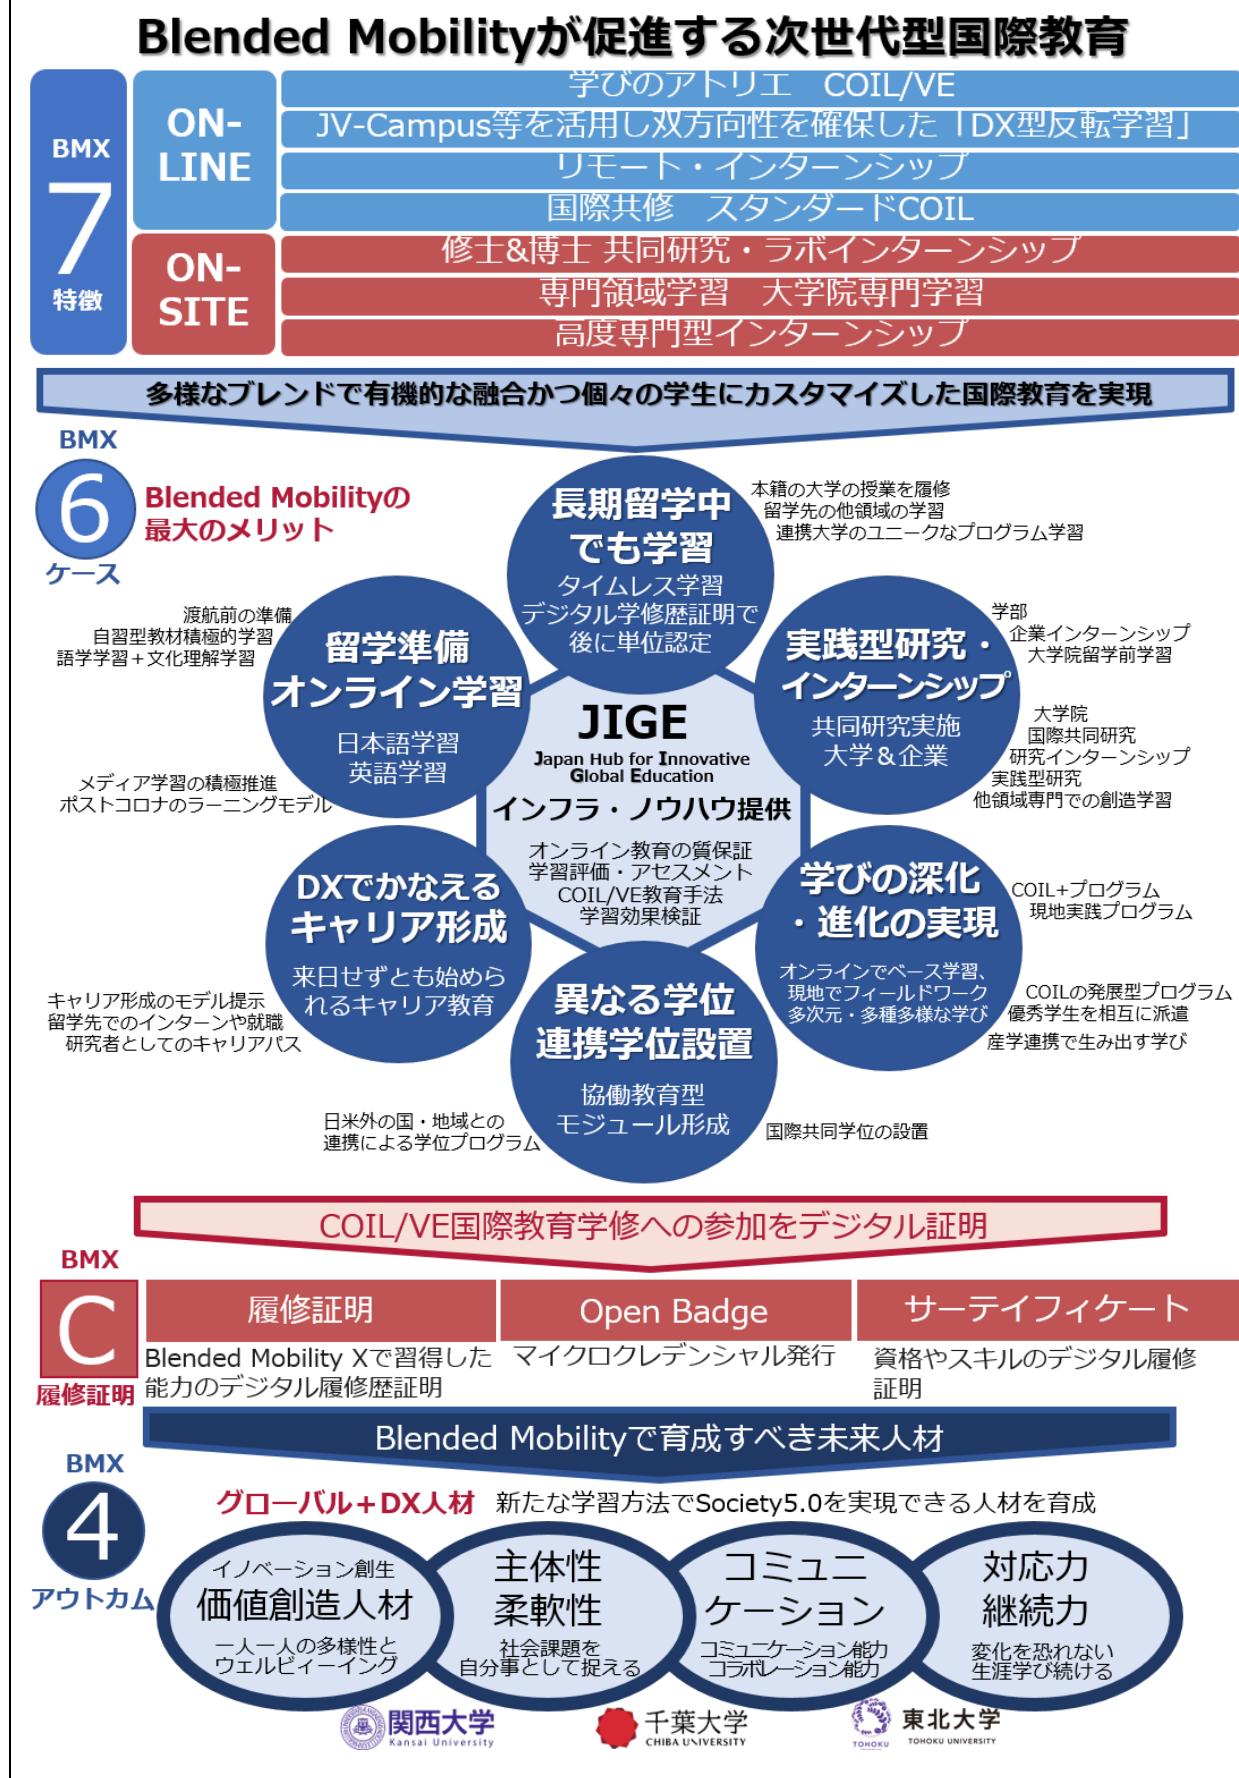 Blended Mobilityが促進する次世代型国際教育
BMX
7
特徴
ON-
LINE
学びのアトリエ　COIL/VE
JV-Campus等を活用し双方向性を確保した「DX型反転学習」
リモート・インターンシップ
国際共修　スタンダードCOIL
ON-
SITE
修士&博士 共同研究・ラボインターンシップ
専門領域学習　大学院専門学習
高度専門型インターンシップ
多様なブレンドで有機的な融合かつ個々の学生にカスタマイズした国際教育を実現
BMX
6
ケース
Blended Mobilityの
最大のメリット
長期留学中
でも学習
タイムレス学習
デジタル学修歴証明で
後に単位認定
本籍の大学の授業を履修
留学先の他領域の学習
連携大学のユニークなプログラム学習
渡航前の準備
自習型教材積極的学習
語学学習＋文化理解学習
留学準備
オンライン学習
日本語学習
英語学習
メディア学習の積極推進
ポストコロナのラーニングモデル
実践型研究・
インターンシップ
共同研究実施
大学＆企業
学部
企業インターンシップ
大学院留学前学習
大学院
国際共同研究
研究インターンシップ
実践型研究
他領域専門での創造学習
JIGE
Japan Hub for Innovative
Global Education
インフラ・ノウハウ提供
オンライン教育の質保証
学習評価・アセスメント
COIL/VE教育手法
学習効果検証
DXでかなえる
キャリア形成
来日せずとも始めら
れるキャリア教育
キャリア形成のモデル提示
留学先でのインターンや就職
研究者としてのキャリアパス
学びの深化
・進化の実現
オンラインでベース学習、
現地でフィールドワーク
多次元・多種多様な学び
COIL+プログラム
現地実践プログラム
COILの発展型プログラム
優秀学生を相互に派遣
産学連携で生み出す学び
異なる学位
連携学位設置
協働教育型
モジュール形成
日米外の国・地域との
連携による学位プログラム
国際共同学位の設置
COIL/VE国際教育学修への参加をデジタル証明
BMX
C
履修証明
履修証明
Blended Mobility Xで習得した
能力のデジタル履修歴証明
Open Badge
マイクロクレデンシャル発行
サーテイフィケート
資格やスキルのデジタル履修
証明
Blended Mobilityで育成すべき未来人材
BMX
4
アウトカム
グローバル＋DX人材　新たな学習方法でSociety5.0を実現できる人材を育成
イノベーション創生
価値創造人材
一人一人の多様性と
ウェルビィーイング
主体性
柔軟性
社会課題を
自分事として捉える
コミュニ
ケーション
コミュニケーション能力
コラボレーション能力
対応力
継続力
変化を恐れない
生涯学び続ける
関西大学
Kansai University
千葉大学
CHIBA UNIVERSITY
TOHOKU
東北大学
TOHOKU UNIVERSITY